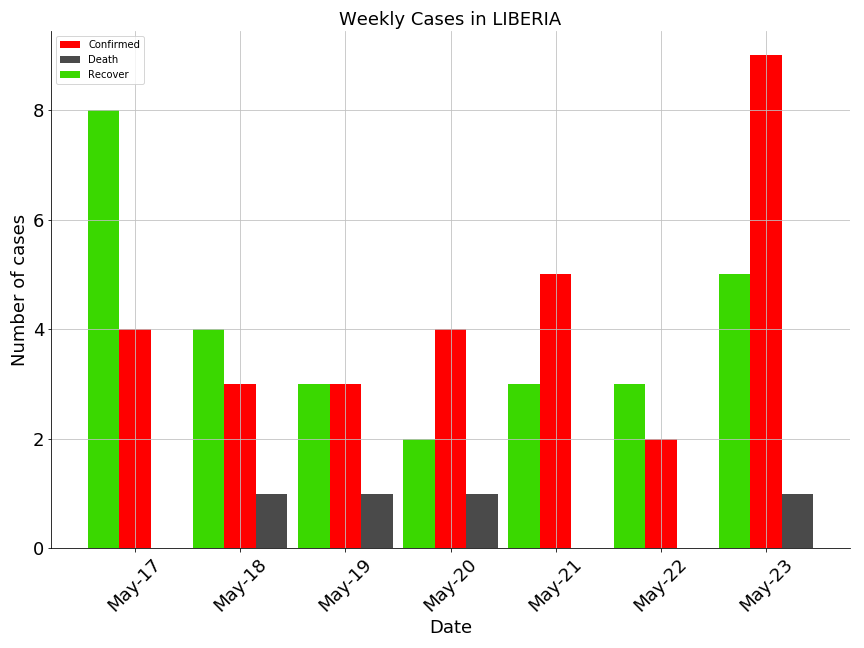 Weekly Cases in LIBERIA
Confirmed
Death
Recover
Number of cases
8
6
4
2
0
May-17
May-18
May-19
May-20
May-21
May-22
May-23
Date